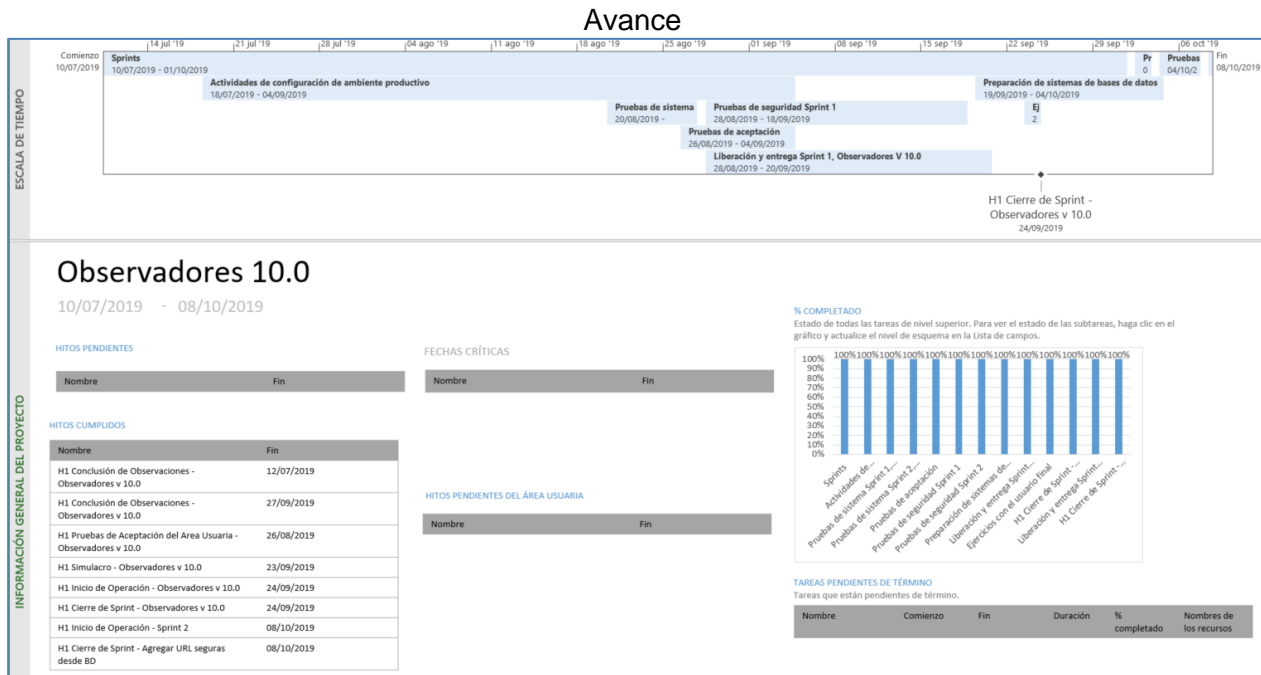 Avance
14 jul '19 21 jul '19 28 jul '19 04 ago '19 11 ago '19 18 ago '19 25 ago '19 01 sep '19 08 sep '19 15 sep '19 22 sep '19 29 sep '19 06 oct '19
Comienzo
10/07/2019
Sprints
10/07/2019 - 01/10/2019
Pr
0
Pruebas
04/10/2
Fin
08/10/2019
Actividades de configuración de ambiente productivo
18/07/2019 - 04/09/2019
Preparación de sistemas de bases de datos
19/09/2019 - 04/10/2019
Pruebas de sistema
20/08/2019 -
Pruebas de seguridad Sprint 1
28/08/2019 - 18/09/2019
Ej
2
Pruebas de aceptación
26/08/2019 - 04/09/2019
Liberación y entrega Sprint 1, Observadores V 10.0
28/08/2019 - 20/09/2019
ESCALA DE TIEMPO
H1 Cierre de Sprint -
Observadores v 10.0
24/09/2019
INFORMACIÓN GENERAL DEL PROYECTO
Observadores 10.0
10/07/2019 - 08/10/2019
HITOS PENDIENTES
Nombre Fin
HITOS CUMPLIDOS
Nombre Fin
H1 Conclusión de Observaciones - 12/07/2019
Observadores v 10.0
H1 Conclusión de Observaciones - 27/09/2019
Observadores v 10.0
H1 Pruebas de Aceptación del Area Usuaria - 26/08/2019
Observadores v 10.0
H1 Simulacro - Observadores v 10.0 23/09/2019
H1 Inicio de Operación - Observadores v 10.0 24/09/2019
H1 Cierre de Sprint - Observadores v 10.0 24/09/2019
H1 Inicio de Operación - Sprint 2 08/10/2019
H1 Cierre de Sprint - Agregar URL seguras 08/10/2019
desde BD
FECHAS CRÍTICAS
Nombre Fin
HITOS PENDIENTES DEL ÁREA USUARIA
Nombre Fin
% COMPLETADO
Estado de todas las tareas de nivel superior. Para ver el estado de las subtareas, haga clic en el
gráfico y actualice el nivel de esquema en la Lista de campos.
100% 100% 100% 100% 100% 100% 100% 100% 100% 100% 100% 100% 100%
100%
90%
80%
70%
60%
50%
40%
30%
20%
10%
0%
Sprints
Actividades de...
Pruebas de sistema Sprint 1,...
Pruebas de sistema Sprint 2,...
Pruebas de aceptación
Pruebas de seguridad Sprint 1
Pruebas de seguridad Sprint 2
Preparación de sistemas de...
Liberación y entrega Sprint...
Ejercicios con el usuario final
H1 Cierre de Sprint -...
Liberación y entrega Sprint...
H1 Cierre de Sprint -...
TAREAS PENDIENTES DE TÉRMINO
Tareas que están pendientes de término.
Nombre Comienzo Fin Duración % Nombres de
completado los recursos